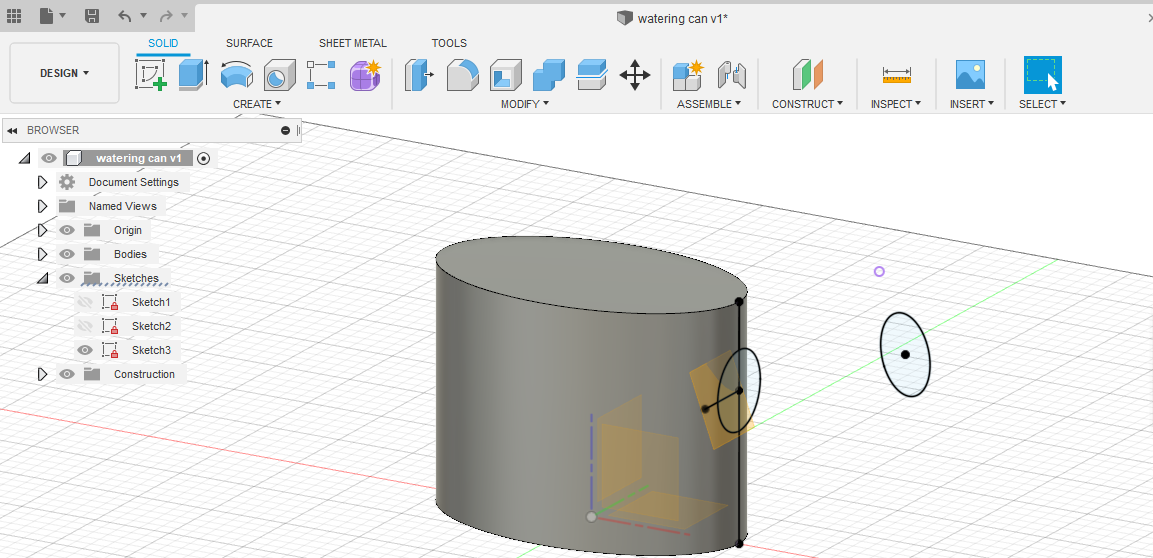 watering can v1*
SOLID SURFACE SHEET METAL TOOLS
DESIGN
CREATE MODIFY ASSEMBLE CONSTRUCT INSPECT INSERT SELECT
BROWSER
watering can v1
Document Settings
Named Views
Origin
Bodies
Sketches
Sketch1
Sketch2
Sketch3
Construction